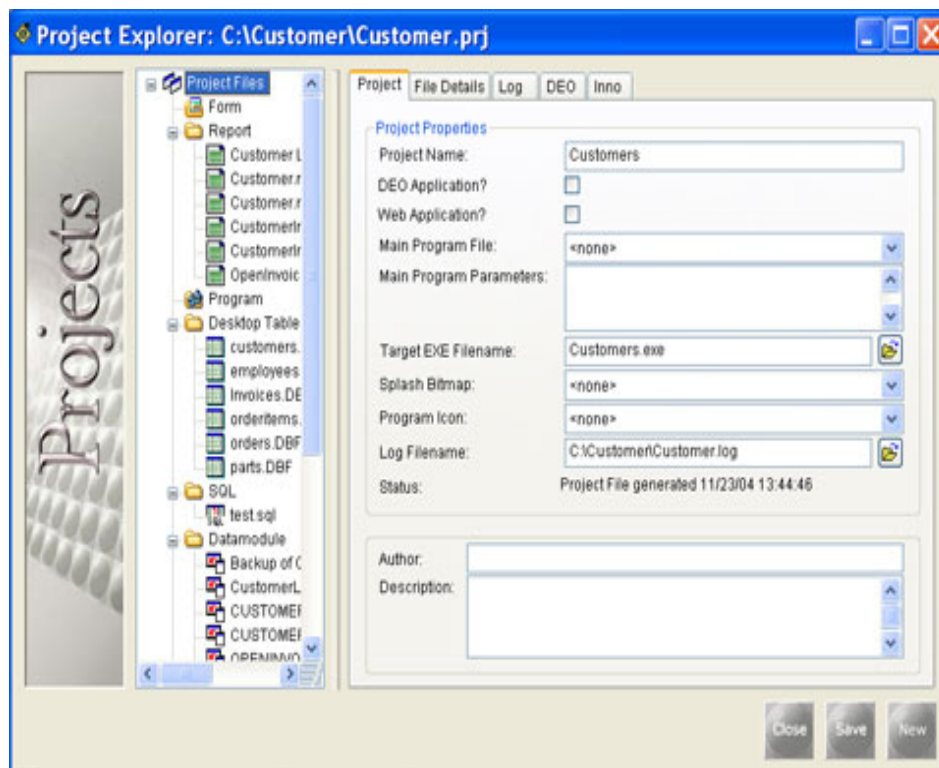 Project Explorer: C:\Customer\Customer.prj
Projects
Project Files
Form
Report
Customer L
Customer.r
Customer.r
CustomerIr
CustomerIr
OpenInvoic
Program
Desktop Table
customers.
employees
Invoices.DE
orderitems.
orders.DBF
parts.DBF
SQL
test.sql
Datamodule
Backup of C
CustomerL
CUSTOMER
CUSTOMER
OPENINVO
Project File Details Log DEO Inno
Project Properties
Project Name: Customers
DEO Application?
Web Application?
Main Program File: <none>
Main Program Parameters:
Target EXE Filename: Customers.exe
Splash Bitmap: <none>
Program Icon: <none>
Log Filename: C:\Customer\Customer.log
Status: Project File generated 11/23/04 13:44:46
Author:
Description:
Close Save New